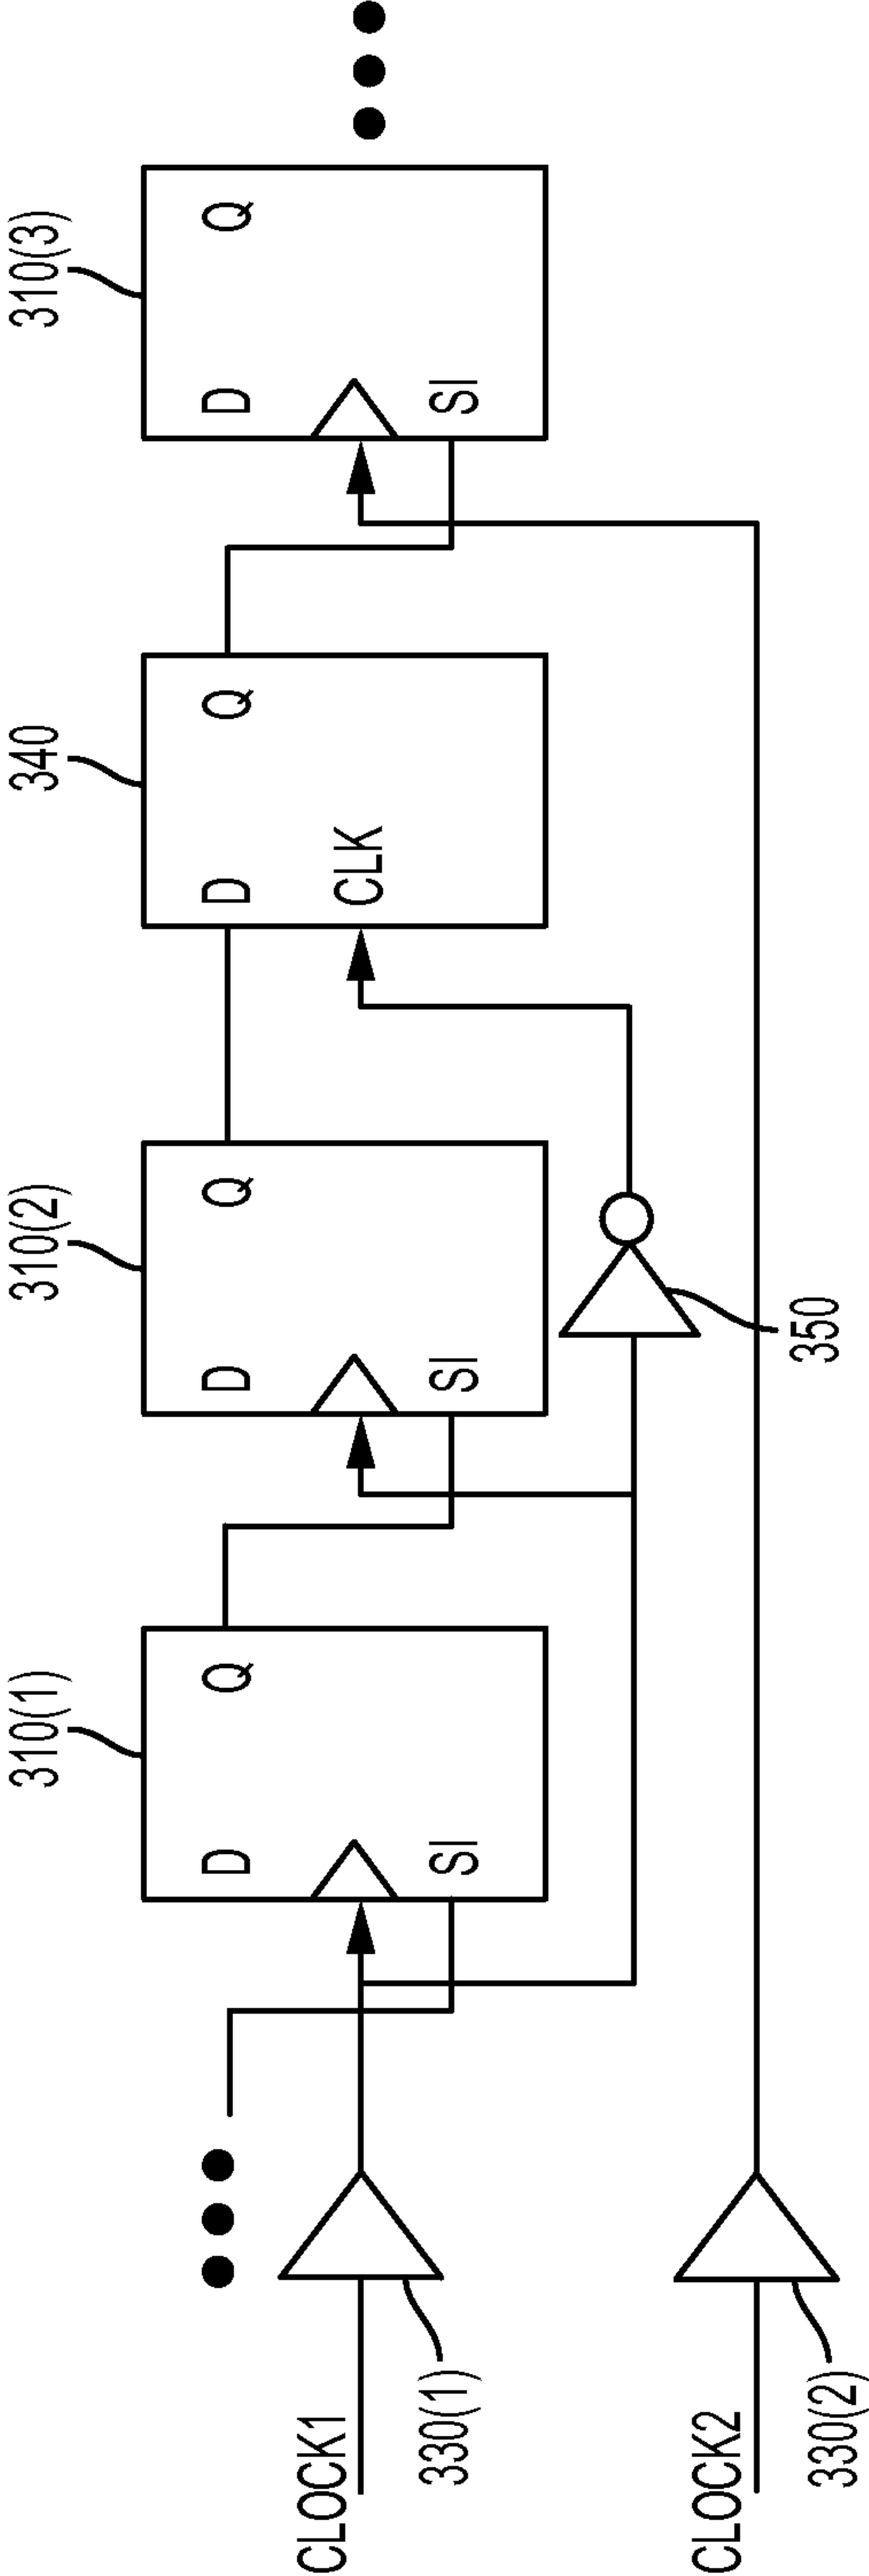 310(1)
310(2)
340
310(3)
D
Q
D
Q
D
Q
D
Q
CLK
SI
SI
SI
CLOCK1
330(1)
350
CLOCK2
330(2)